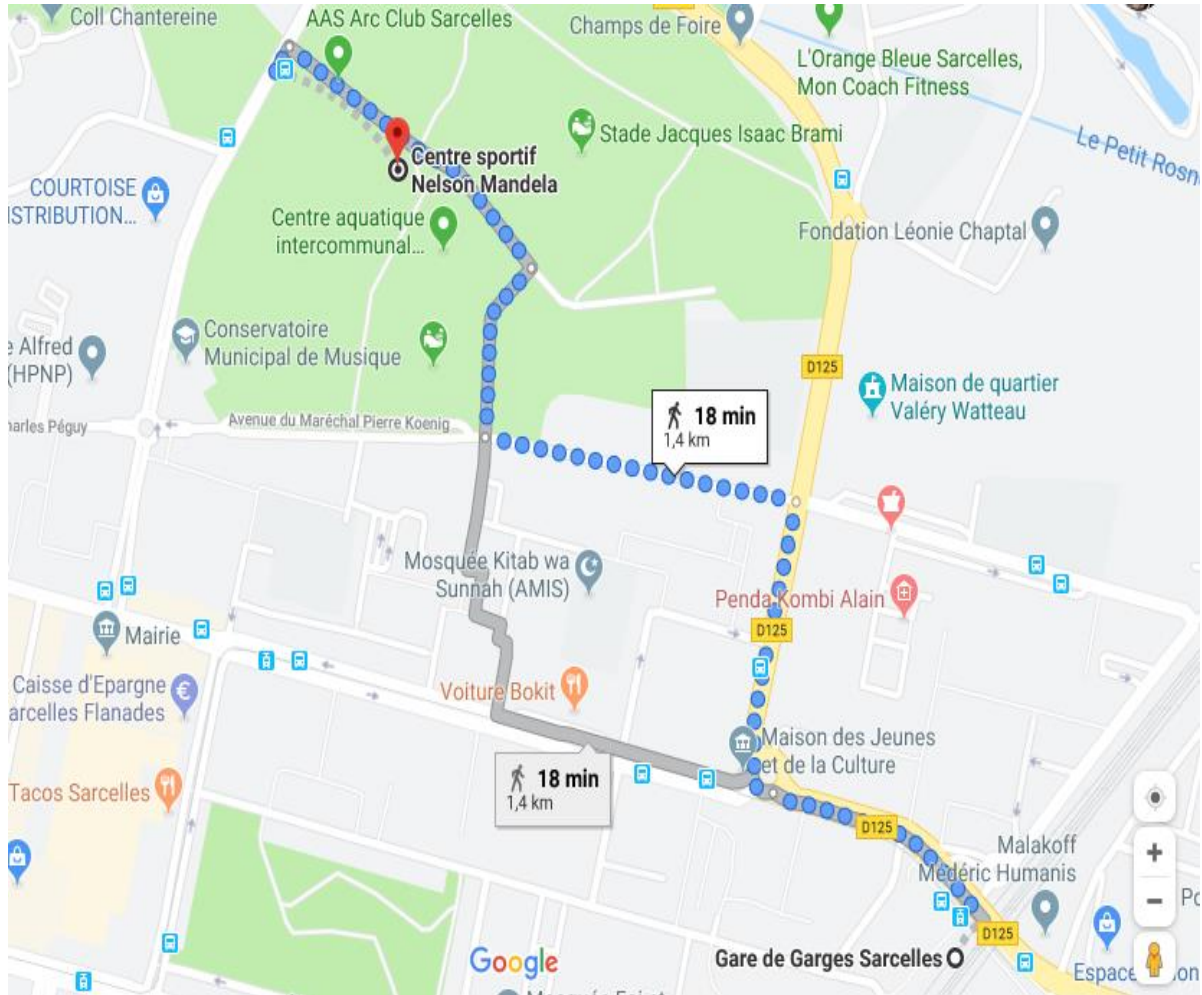 Coll Chantereine
AAS Arc Club Sarcelles
Champs de Foire
L'Orange Bleue Sarcelles,
Mon Coach Fitness
Stade Jacques Isaac Brami
Le Petit Rosn
Centre sportif
Nelson Mandela
COURTOISE
ISTRIBUTION...
Centre aquatique
intercommunal...
Fondation Léonie Chaptal
Conservatoire
Municipal de Musique
e Alfred
(HPNP)
D125
Maison de quartier
Valéry Watteau
18 min
1,4 km
Avenue du Maréchal Pierre Koenig
harles Péguy
Mosquée Kitab wa
Sunnah (AMIS)
Penda Kombi Alain
D125
Mairie
Caisse d'Epargne
arcelles Flanades
Voiture Bokit
Maison des Jeunes
et de la Culture
18 min
1,4 km
Tacos Sarcelles
D125
Malakoff
Médéric Humanis
+
−
D125
Google
Gare de Garges Sarcelles
Espace